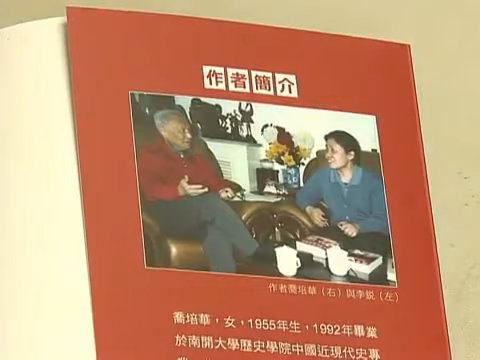 作者簡介
作者喬培華（右）與李銳（左）
喬培華，女，1955年生，1992年畢業
於南開大學歷史學院中國近現代史專